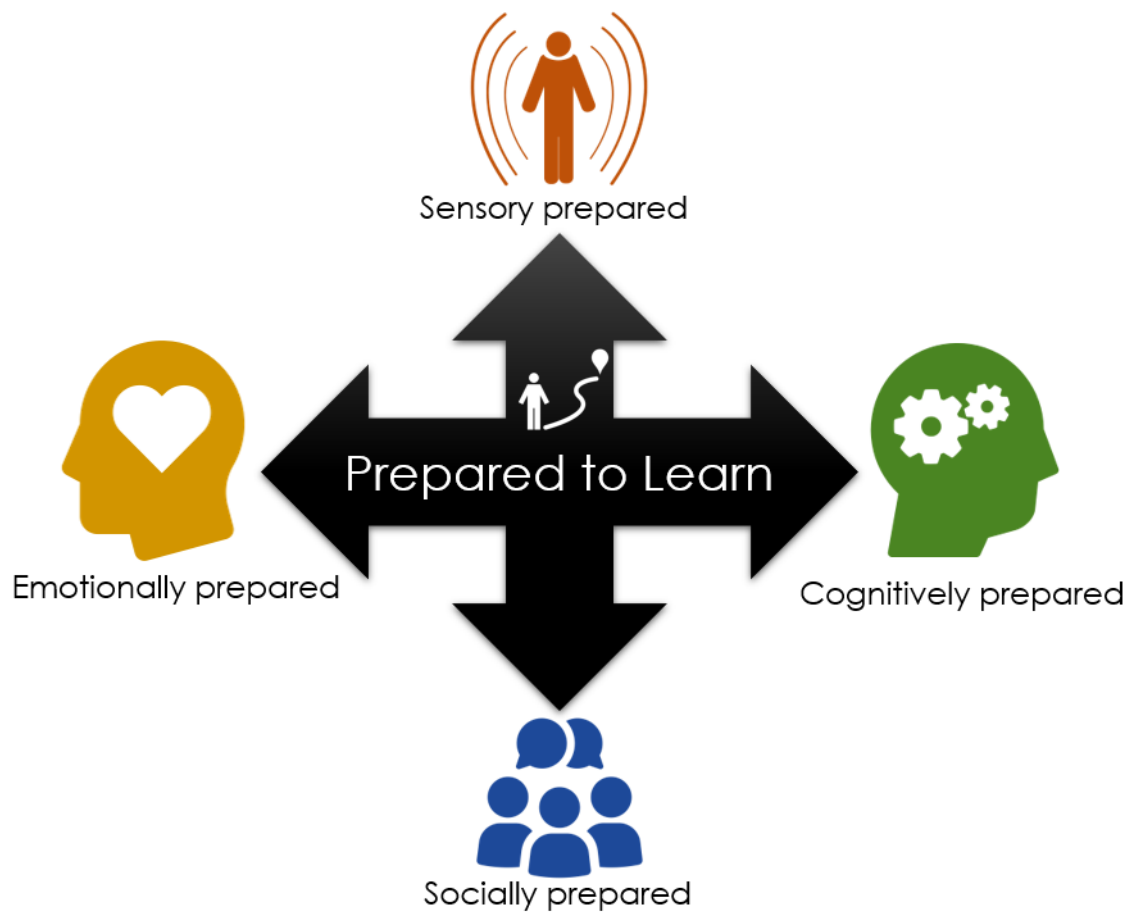 Sensory prepared
Prepared to Learn
Emotionally prepared
Cognitively prepared
Socially prepared